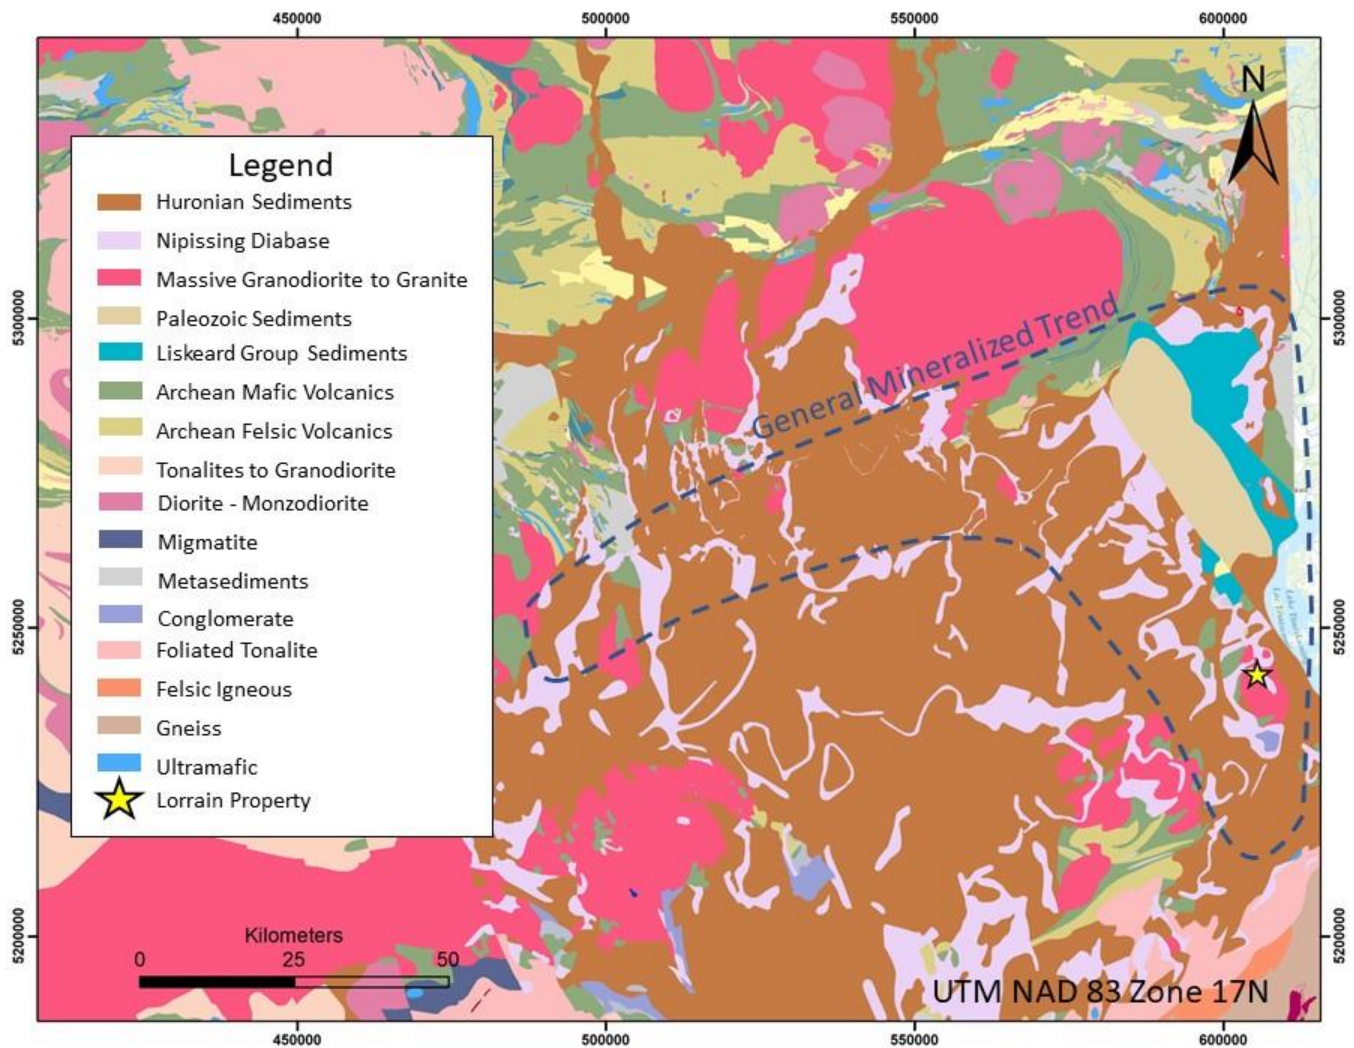 450000
500000
550000
600000
N
Legend
Huronian Sediments
Nipissing Diabase
Massive Granodiorite to Granite
Paleozoic Sediments
Liskeard Group Sediments
Archean Mafic Volcanics
Archean Felsic Volcanics
Tonalites to Granodiorite
Diorite - Monzodiorite
Migmatite
Metasediments
Conglomerate
Foliated Tonalite
Felsic Igneous
Gneiss
Ultramafic
Lorrain Property
General Mineralized Trend
5300000
5250000
5200000
5300000
5250000
5200000
Kilometers
0 25 50
UTM NAD 83 Zone 17N
450000
500000
550000
600000